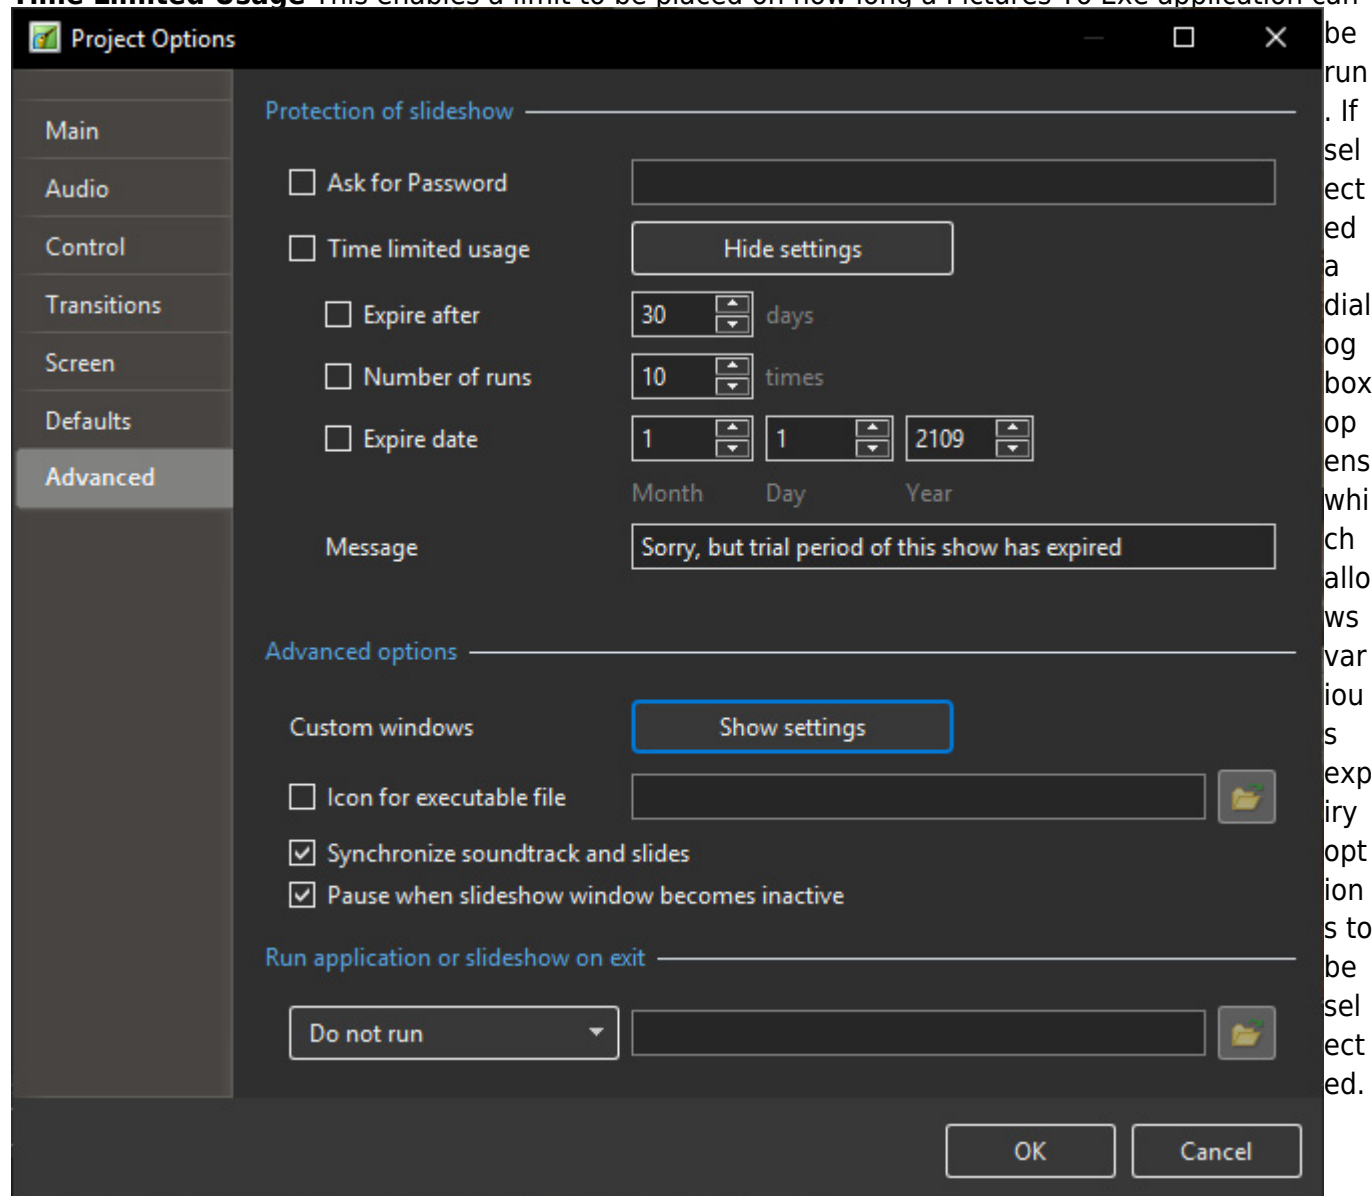 Time Limited Usage This enables a limit to be placed on how long a Pictures To Exe application can
be
run
. If
sel
ect
ed
a
dial
og
box
op
ens
whi
ch
allo
ws
var
iou
s
exp
iry
opt
ion
s to
be
sel
ect
ed.
Project Options
Main
Audio
Control
Transitions
Screen
Defaults
Advanced
Protection of slideshow
Ask for Password
Time limited usage Hide settings
Expire after 30 days
Number of runs 10 times
Expire date 1 1 2109
Month Day Year
Message Sorry, but trial period of this show has expired
Advanced options
Custom windows Show settings
Icon for executable file
Synchronize soundtrack and slides
Pause when slideshow window becomes inactive
Run application or slideshow on exit
Do not run
OK Cancel